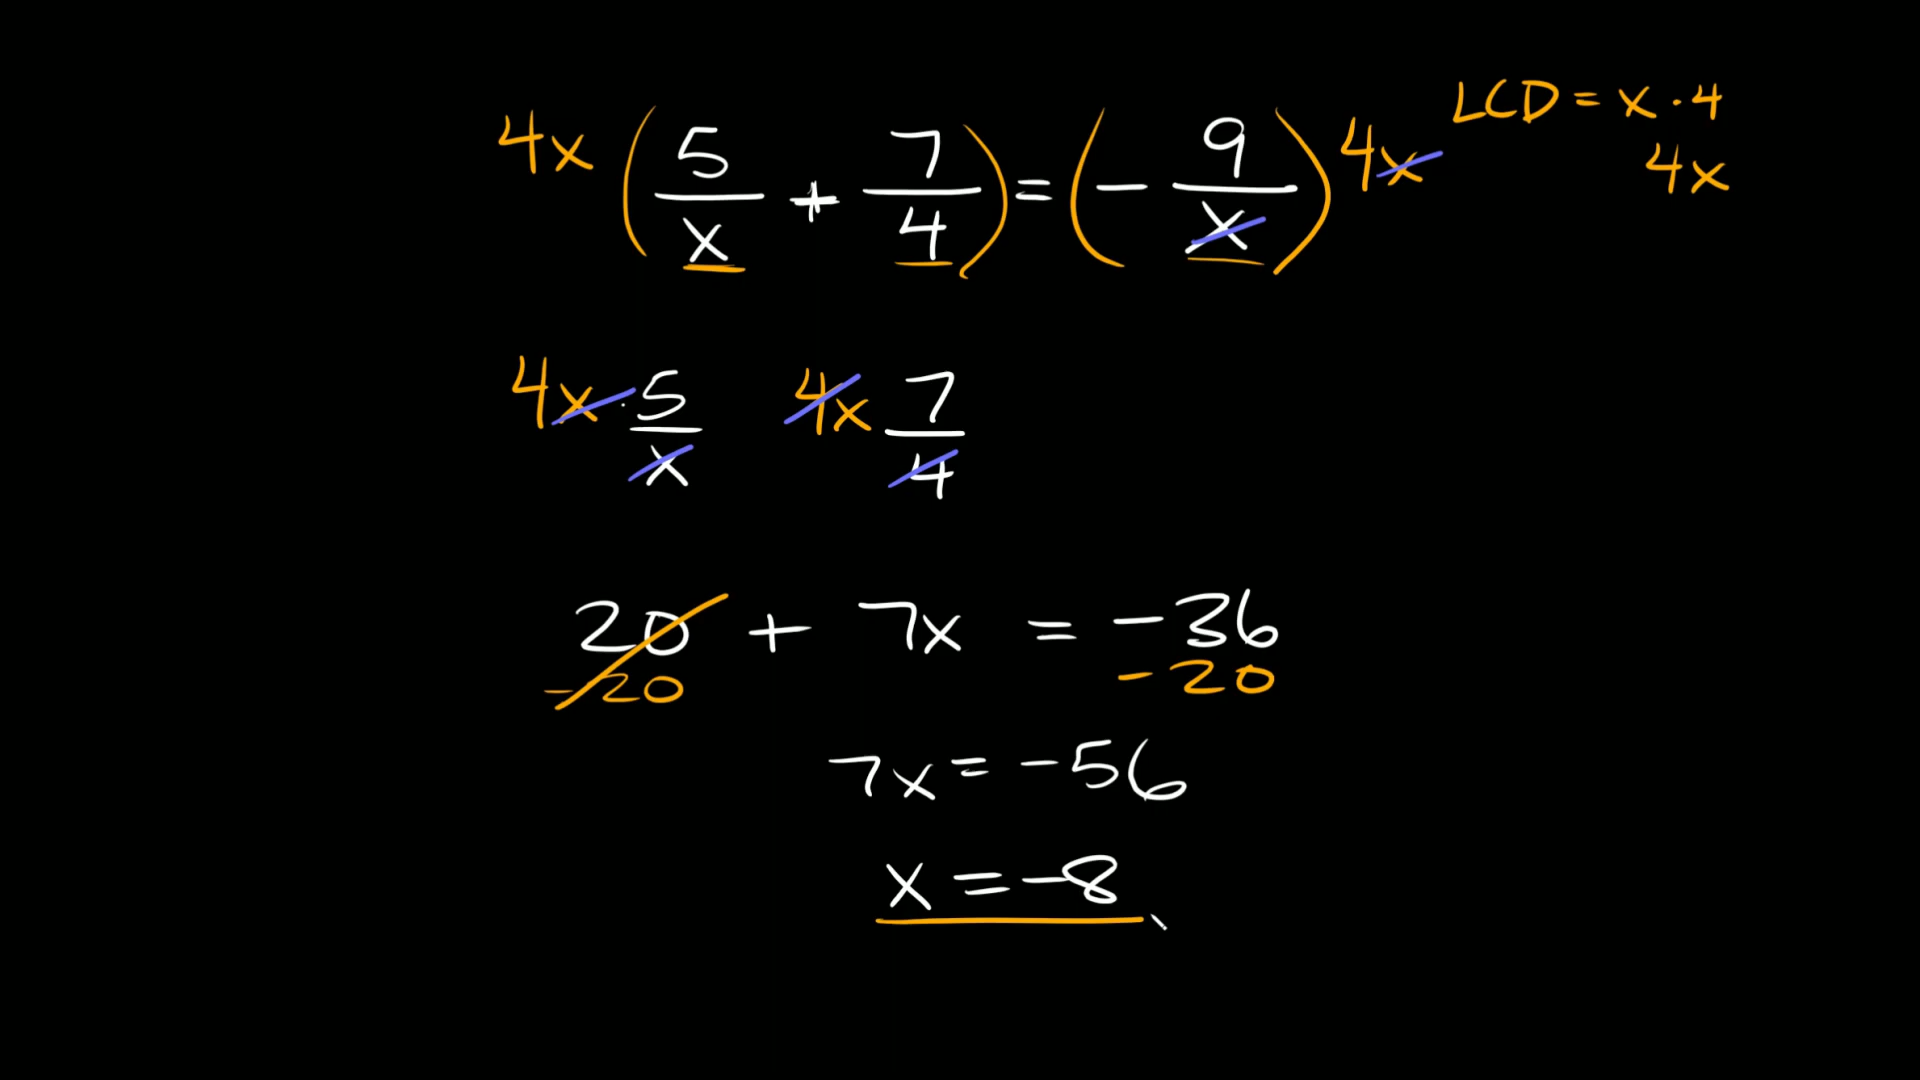 4x (5/x + 7/4) = (- 9/x) 4x
LCD = x · 4
4x
4x · 5/x 4x 7/4
20 + 7x = -36
-20 -20
7x = -56
x = -8